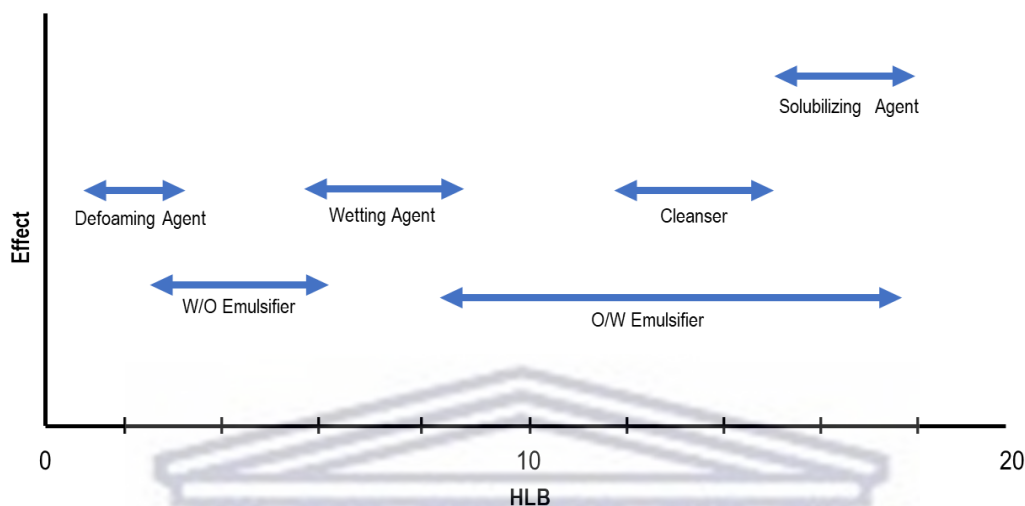 Solubilizing Agent
Defoaming Agent
Wetting Agent
Cleanser
Effect
W/O Emulsifier
O/W Emulsifier
0
10
20
HLB